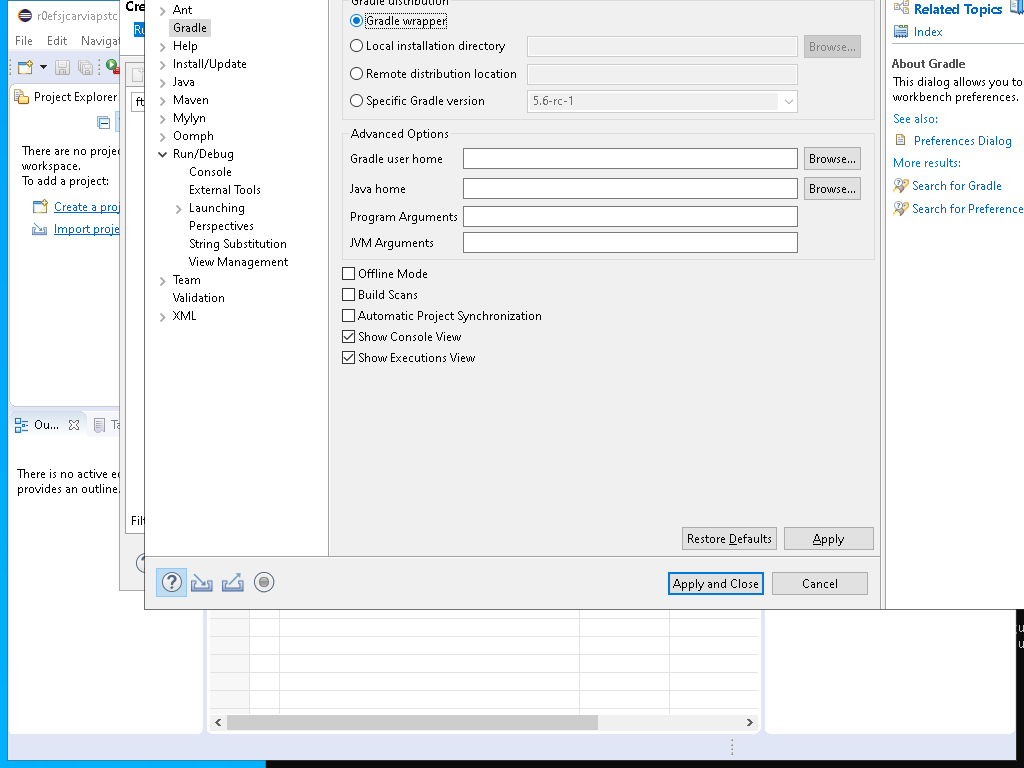 r0efsjcarviapstc
File Edit Navigat
Project Explorer
There are no proje
workspace.
To add a project:
Create a proj
Import proje
Ou...
Ta
There is no active ed
provides an outline.
Cre
Ru
ft
Filt
Ant
Gradle
Help
Install/Update
Java
Maven
Mylyn
Oomph
Run/Debug
Console
External Tools
Launching
Perspectives
String Substitution
View Management
Team
Validation
XML
Gradle distribution
Gradle wrapper
Local installation directory
Browse...
Remote distribution location
Specific Gradle version
5.6-rc-1
Advanced Options
Gradle user home
Browse...
Java home
Browse...
Program Arguments
JVM Arguments
Offline Mode
Build Scans
Automatic Project Synchronization
Show Console View
Show Executions View
Restore Defaults
Apply
Apply and Close
Cancel
Related Topics
Index
About Gradle
This dialog allows you to
workbench preferences.
See also:
Preferences Dialog
More results:
Search for Gradle
Search for Preference